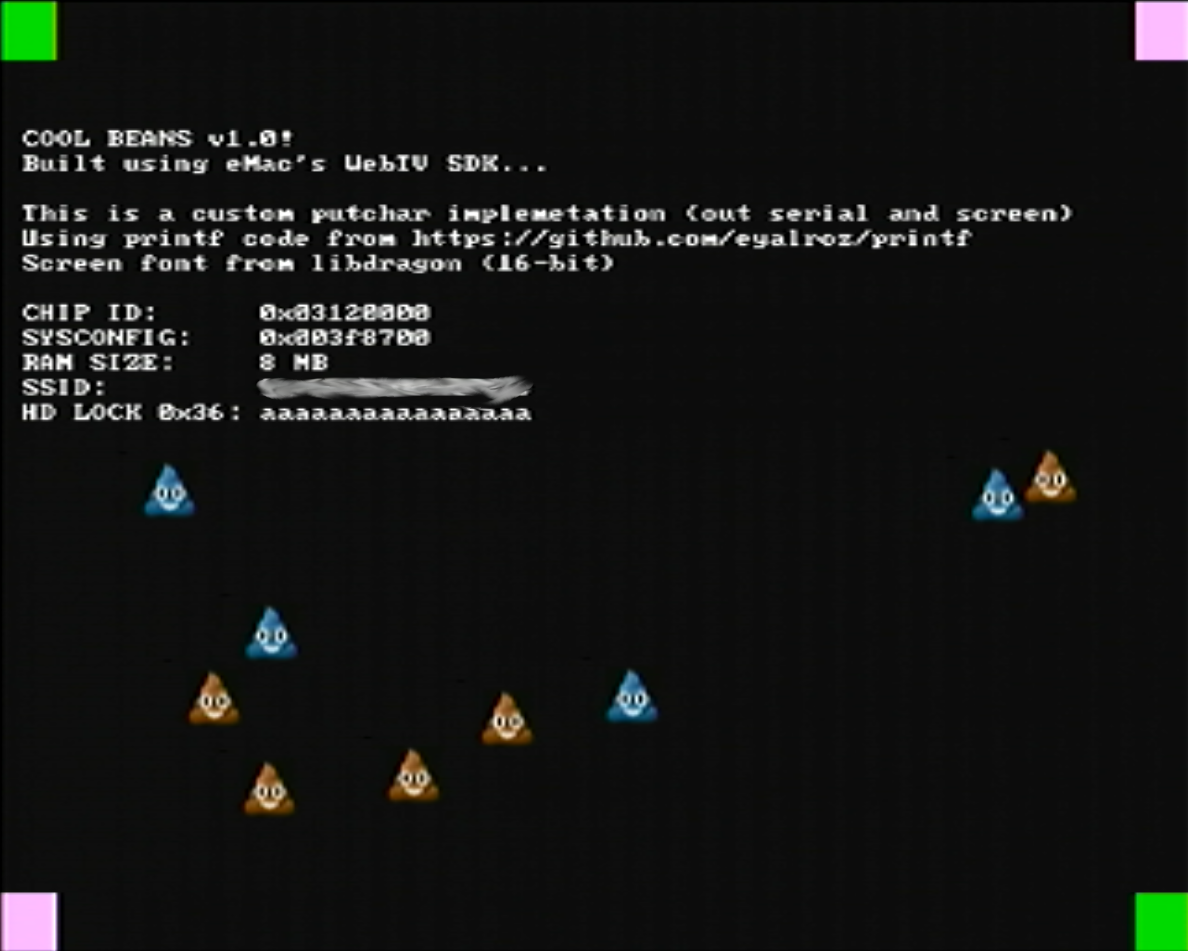 COOL BEANS v1.0!
Built using eMac's WebTV SDK...
This is a custom putchar implemetation (out serial and screen)
Using printf code from https://github.com/eyalroz/printf
Screen font from libdragon (16-bit)
CHIP ID: 0x03120000
SYSCONFIG: 0x003f8700
RAM SIZE: 8 MB
SSID:
HD LOCK 0x36: aaaaaaaaaaaaaaaa